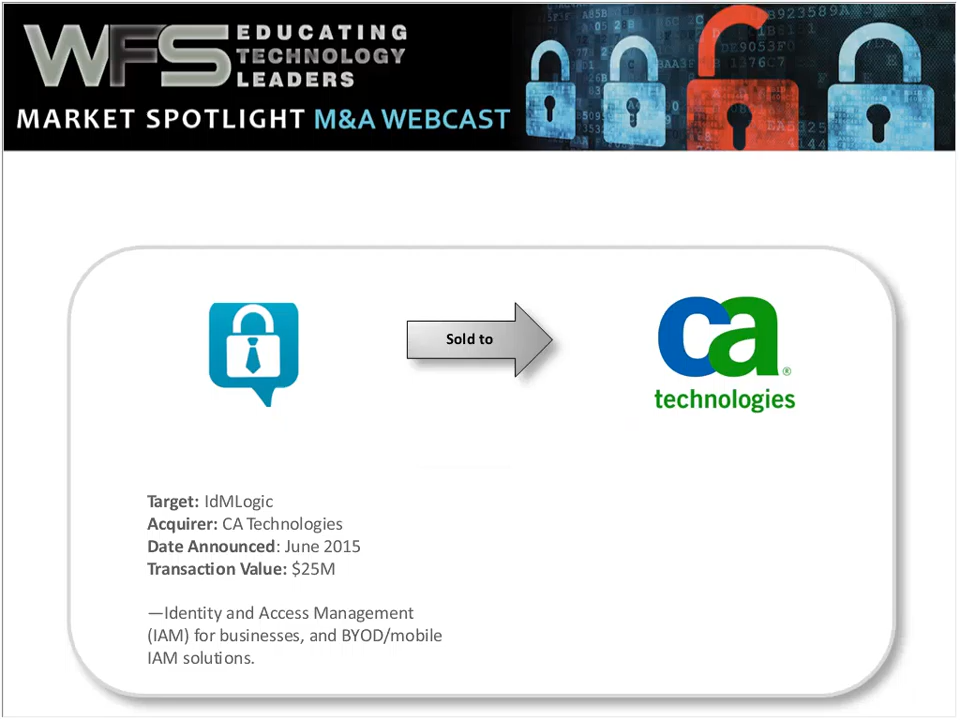 WFS EDUCATING
TECHNOLOGY
LEADERS
MARKET SPOTLIGHT M&A WEBCAST
Sold to
ca®
technologies
Target: IdMLogic
Acquirer: CA Technologies
Date Announced: June 2015
Transaction Value: $25M
—Identity and Access Management
(IAM) for businesses, and BYOD/mobile
IAM solutions.